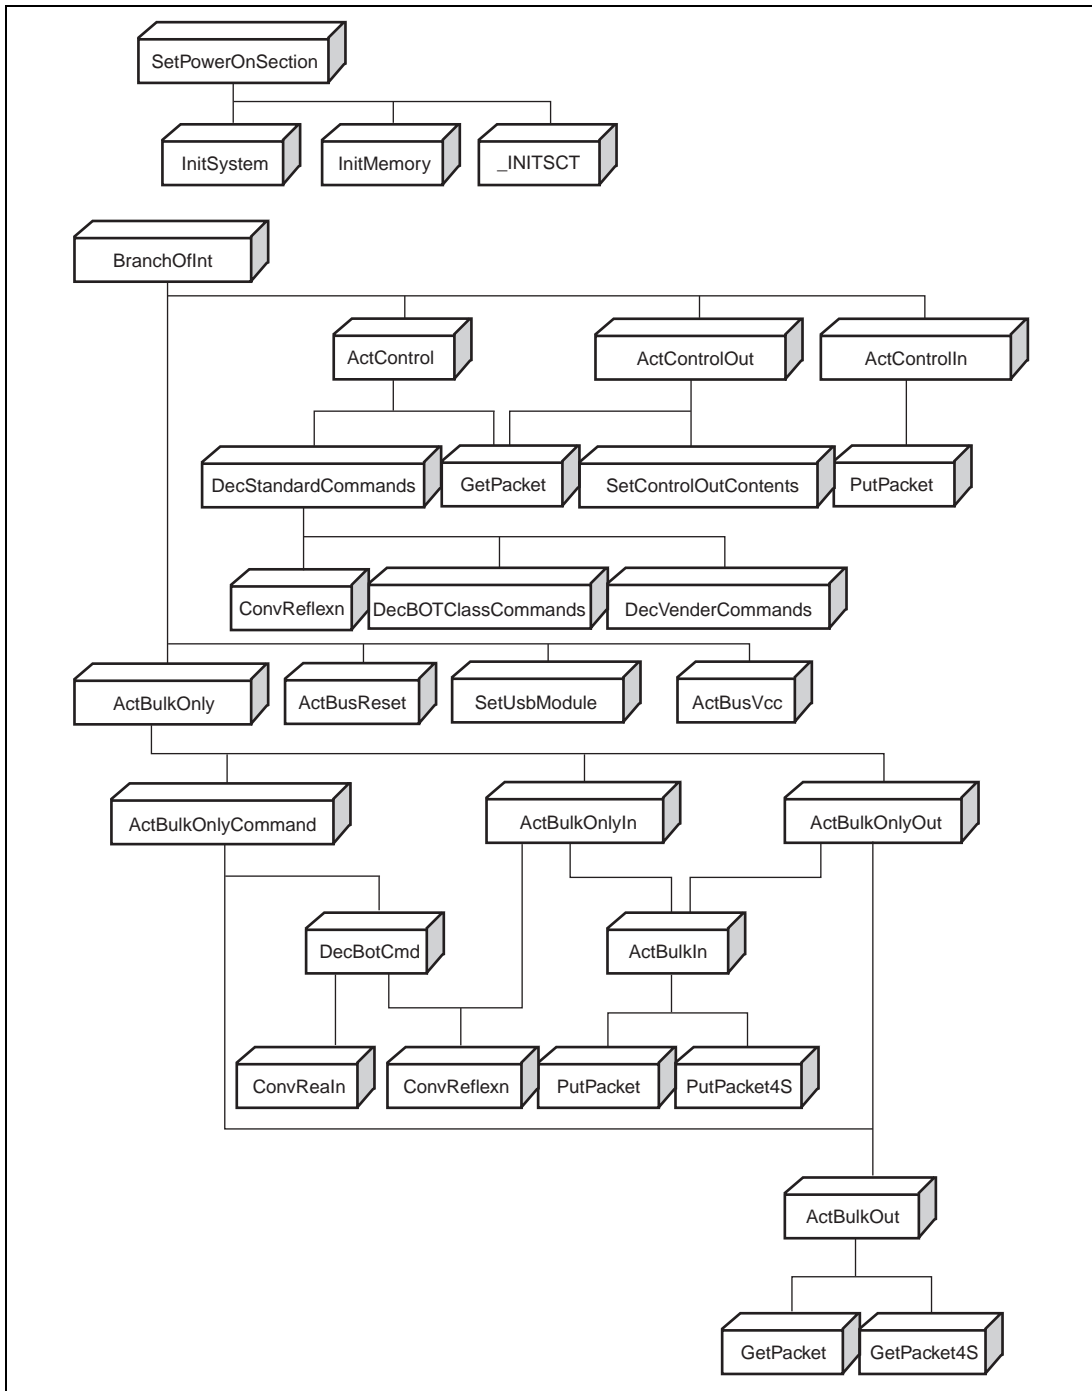 SetPowerOnSection
InitSystem
InitMemory
_INITSCT
BranchOfInt
ActControl
ActControlOut
ActControlIn
DecStandardCommands
GetPacket
SetControlOutContents
PutPacket
ConvReflexn
DecBOTClassCommands
DecVenderCommands
ActBulkOnly
ActBusReset
SetUsbModule
ActBusVcc
ActBulkOnlyCommand
ActBulkOnlyIn
ActBulkOnlyOut
DecBotCmd
ActBulkIn
ConvReaIn
ConvReflexn
PutPacket
PutPacket4S
ActBulkOut
GetPacket
GetPacket4S